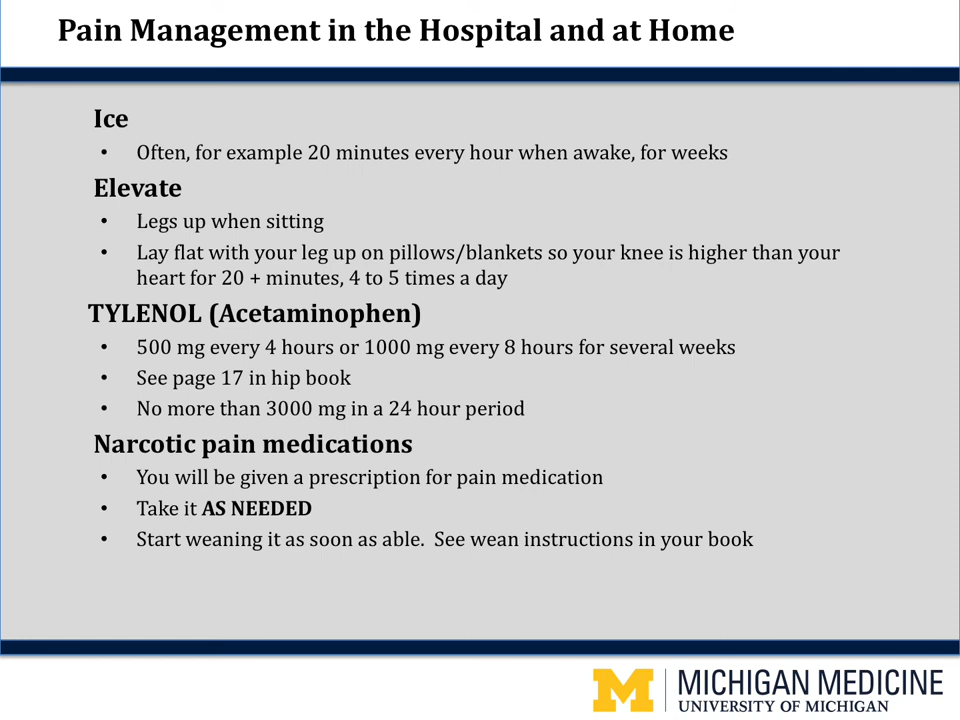 Pain Management in the Hospital and at Home
Ice
• Often, for example 20 minutes every hour when awake, for weeks
Elevate
• Legs up when sitting
• Lay flat with your leg up on pillows/blankets so your knee is higher than your
heart for 20 + minutes, 4 to 5 times a day
TYLENOL (Acetaminophen)
• 500 mg every 4 hours or 1000 mg every 8 hours for several weeks
• See page 17 in hip book
• No more than 3000 mg in a 24 hour period
Narcotic pain medications
• You will be given a prescription for pain medication
• Take it AS NEEDED
• Start weaning it as soon as able.  See wean instructions in your book
M
MICHIGAN MEDICINE
UNIVERSITY OF MICHIGAN